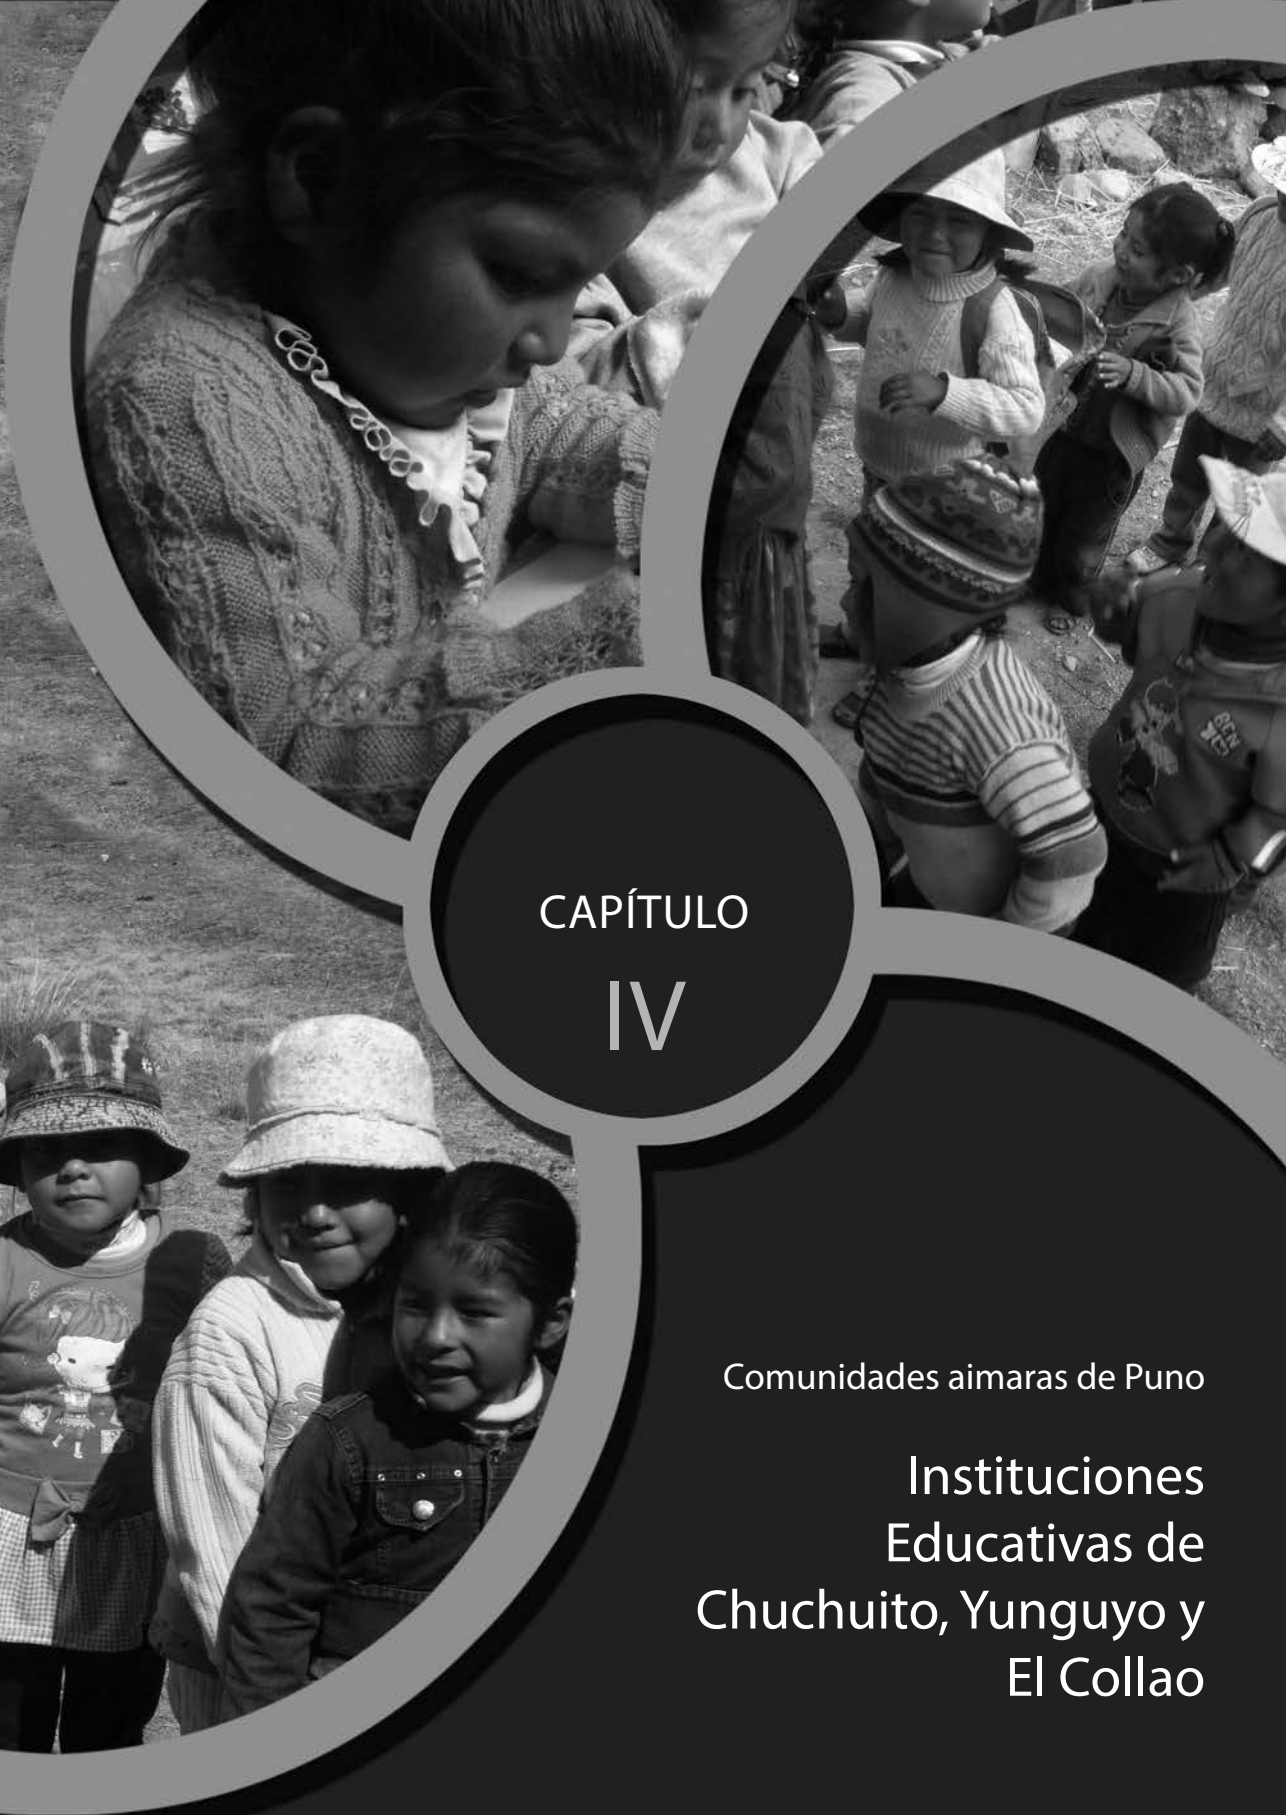 CAPÍTULO
IV
Comunidades aimaras de Puno
Instituciones
Educativas de
Chuchuito, Yunguyo y
El Collao